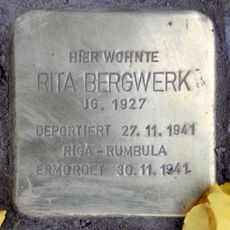 HIER WOHNTE
RITA BERGWERK
JG. 1927
DEPORTIERT 27.11.1941
RIGA-RUMBULA
ERMORDET 30.11.1941